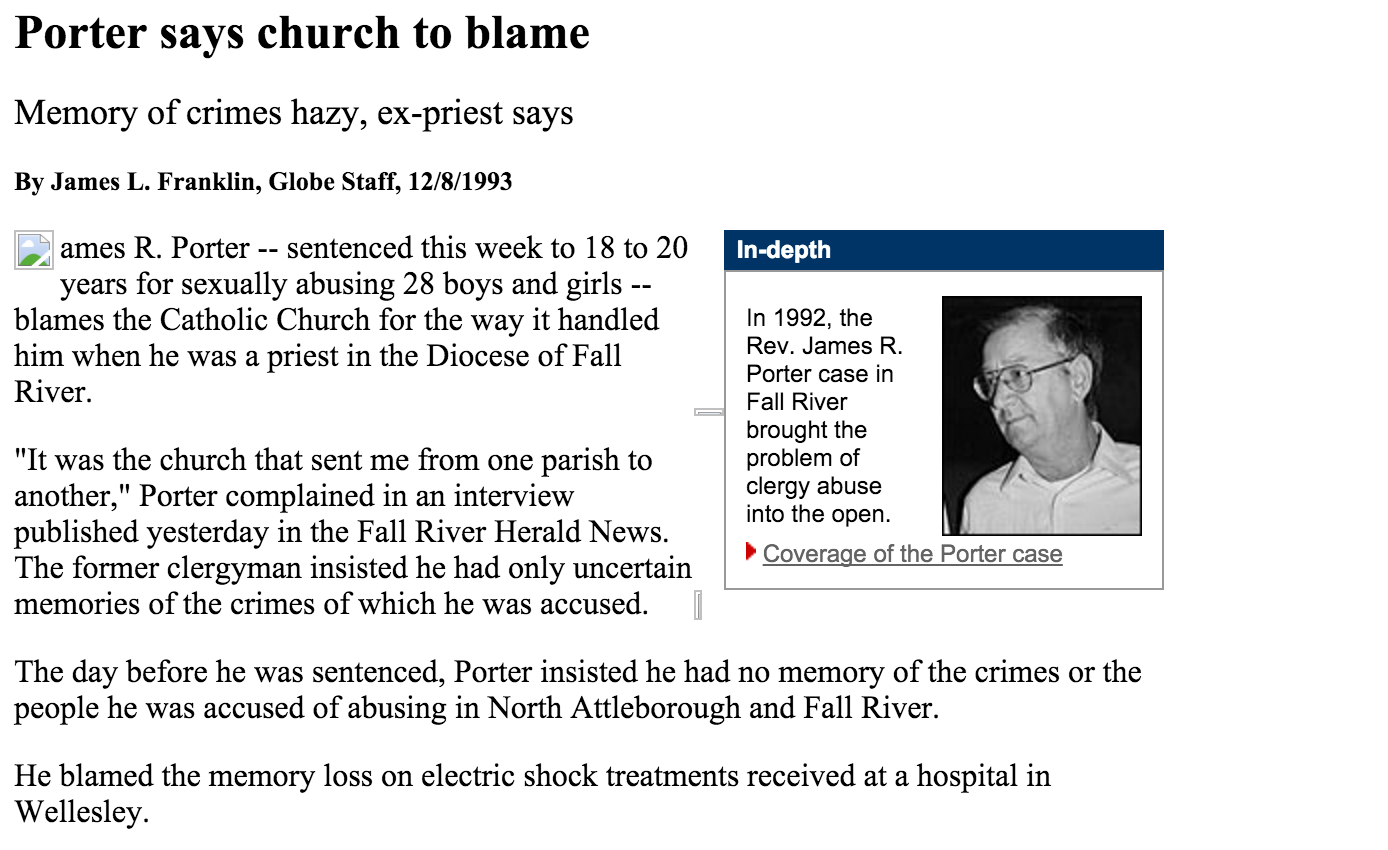 Porter says church to blame
Memory of crimes hazy, ex-priest says
By James L. Franklin, Globe Staff, 12/8/1993
ames R. Porter -- sentenced this week to 18 to 20
years for sexually abusing 28 boys and girls --
blames the Catholic Church for the way it handled
him when he was a priest in the Diocese of Fall
River.
"It was the church that sent me from one parish to
another," Porter complained in an interview
published yesterday in the Fall River Herald News.
The former clergyman insisted he had only uncertain
memories of the crimes of which he was accused.
In-depth
In 1992, the
Rev. James R.
Porter case in
Fall River
brought the
problem of
clergy abuse
into the open.
Coverage of the Porter case
The day before he was sentenced, Porter insisted he had no memory of the crimes or the
people he was accused of abusing in North Attleborough and Fall River.
He blamed the memory loss on electric shock treatments received at a hospital in
Wellesley.